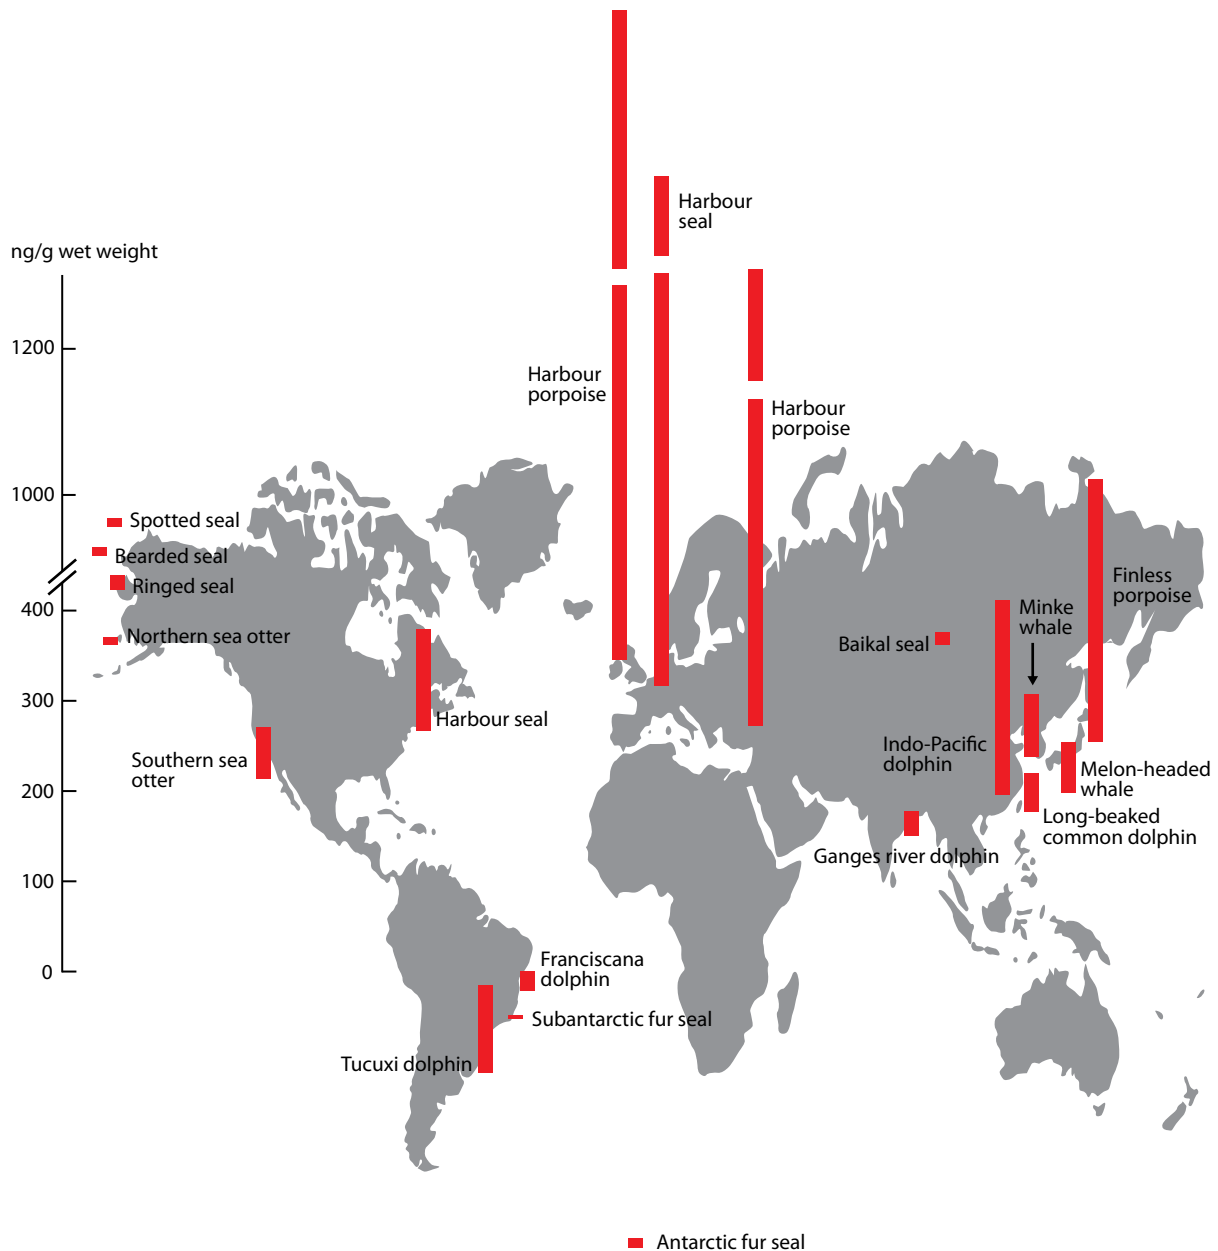 Harbour
seal
ng/g wet weight
1200
Harbour
porpoise
Harbour
porpoise
1000
Spotted seal
Bearded seal
Ringed seal
Finless
porpoise
400
Minke
whale
Northern sea otter
Baikal seal
300
Harbour seal
Southern sea
otter
Indo-Pacific
dolphin
Melon-headed
whale
200
Long-beaked
common dolphin
Ganges river dolphin
100
0
Franciscana
dolphin
Subantarctic fur seal
Tucuxi dolphin
Antarctic fur seal